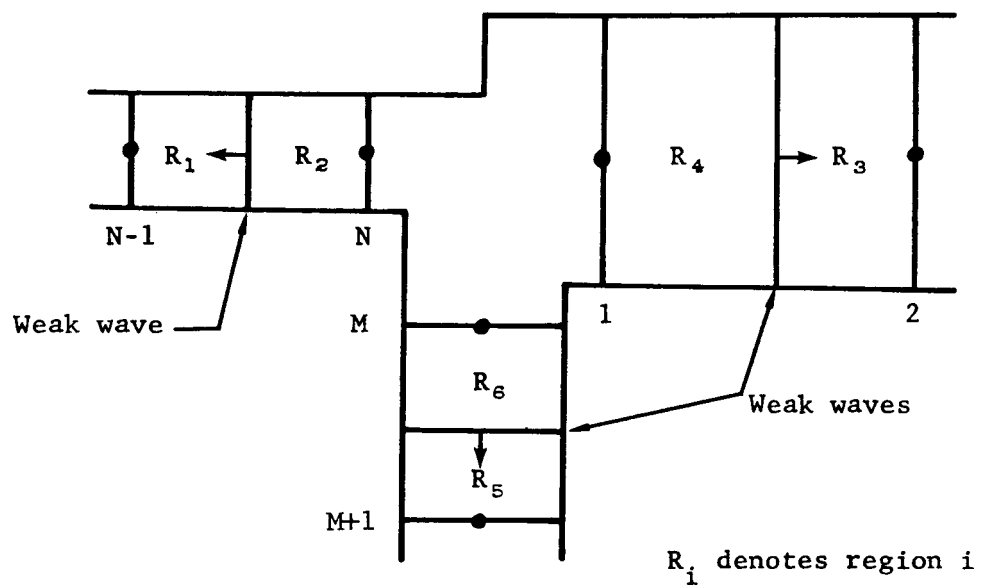 R₁
R₂
R₄
R₃
N-1
N
Weak wave
M
1
2
R₆
Weak waves
R₅
M+1
Rᵢ denotes region i